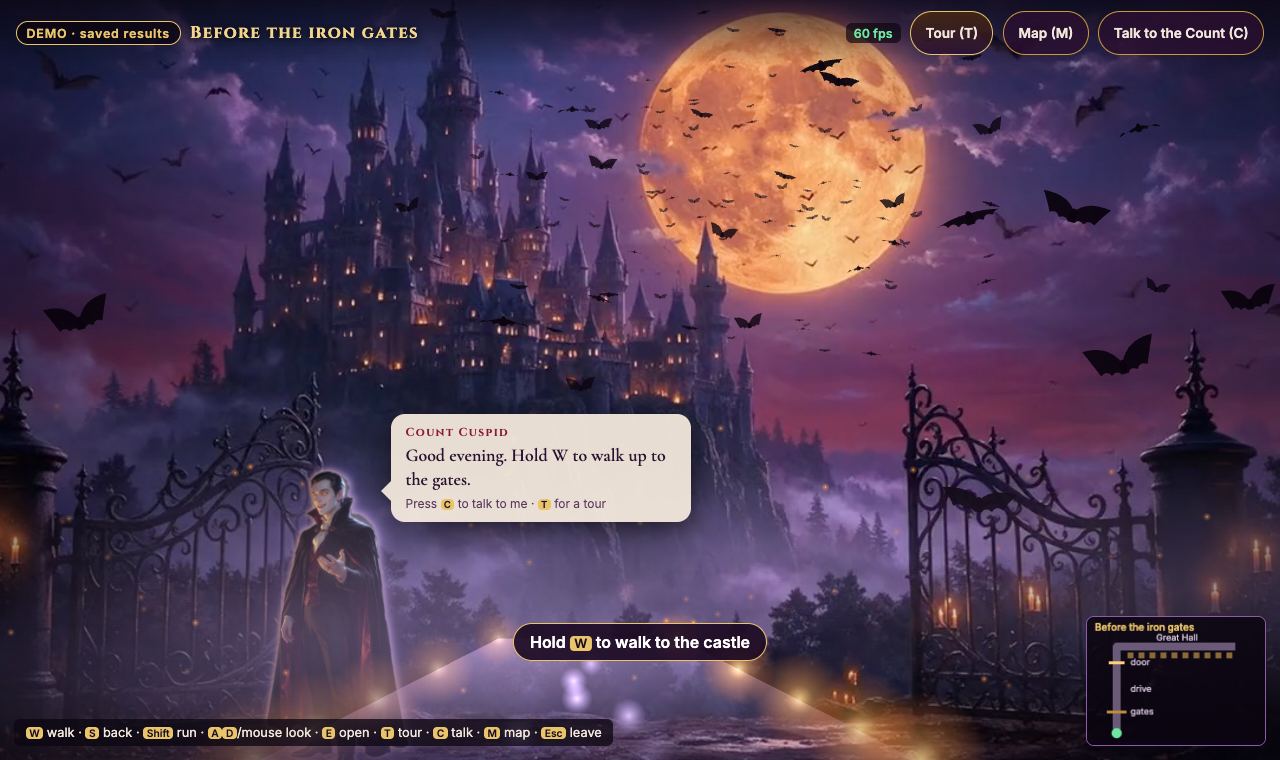 DEMO · saved results
Before the iron gates
60 fps
Tour (T)
Map (M)
Talk to the Count (C)
Count Cuspid
Good evening. Hold W to walk up to
the gates.
Press C to talk to me · T for a tour
Hold W to walk to the castle
Before the iron gates
Great Hall
door
drive
gates
W walk · S back · Shift run · A D/mouse look · E open · T tour · C talk · M map · Esc leave